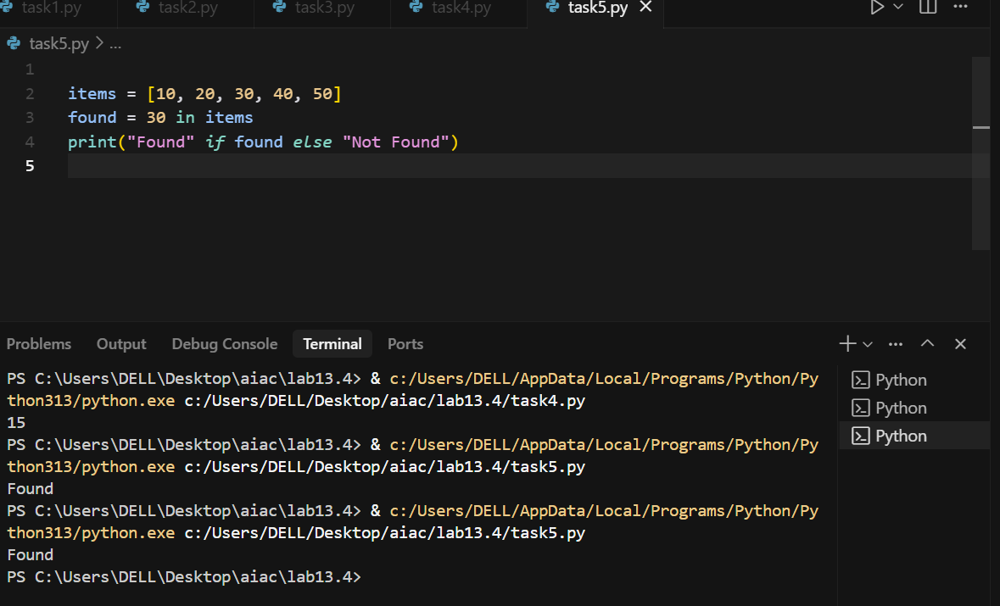 task1.py task2.py task3.py task4.py task5.py
task5.py > ...
1
2 items = [10, 20, 30, 40, 50]
3 found = 30 in items
4 print("Found" if found else "Not Found")
5
Problems Output Debug Console Terminal Ports
PS C:\Users\DELL\Desktop\aiac\lab13.4> & c:/Users/DELL/AppData/Local/Programs/Python/Py
thon313/python.exe c:/Users/DELL/Desktop/aiac/lab13.4/task4.py
15
PS C:\Users\DELL\Desktop\aiac\lab13.4> & c:/Users/DELL/AppData/Local/Programs/Python/Py
thon313/python.exe c:/Users/DELL/Desktop/aiac/lab13.4/task5.py
Found
PS C:\Users\DELL\Desktop\aiac\lab13.4> & c:/Users/DELL/AppData/Local/Programs/Python/Py
thon313/python.exe c:/Users/DELL/Desktop/aiac/lab13.4/task5.py
Found
PS C:\Users\DELL\Desktop\aiac\lab13.4>
Python
Python
Python